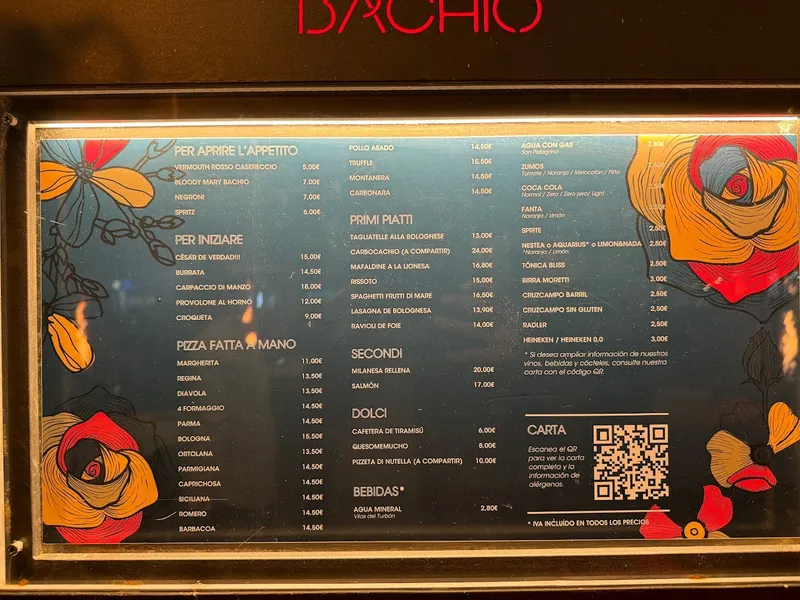 BACHIO
PER APRIRE L'APPETITO
VERMOUTH ROSSO CASERECCIO 5.00€
BLOODY MARY BACHIO 7.00€
NEGRONI 7,00€
SPRITZ 6.00€
PER INIZIARE
CÉSAR DE VERDAD!!! 15.00€
BURRATA 14,50€
CARPACCIO DI MANZO 18.00€
PROVOLONE AL HORNO 12.00€
CROQUETA 9,00€
PIZZA FATTA A MANO
MARGHERITA 11.00€
REGINA 13,50€
DIAVOLA 13,50€
4 FORMAGGIO 14,50€
PARMA 14,50€
BOLOGNA 15,50€
ORTOLANA 13,50€
PARMIGIANA 14,50€
CAPRICHOSA 14,50€
SICILIANA 14,50€
ROMERO 14,50€
BARBACOA 14,50€
POLLO ASADO 14,50€
TRUFFLE 15,50€
MONTANERA 14,50€
CARBONARA 14,50€
PRIMI PIATTI
TAGLIATELLE ALLA BOLOGNESE 13,00€
CARBOCACHIO (A COMPARTIR) 24,00€
MAFALDINE A LA LIONESA 16,80€
RISSOTO 15,00€
SPAGHETTI FRUTTI DI MARE 16,50€
LASAGNA DE BOLOGNESA 13,90€
RAVIOLI DE FOIE 14,00€
SECONDI
MILANESA RELLENA 20,00€
SALMÓN 17,00€
DOLCI
CAFETERA DE TIRAMISÚ 6,00€
QUESOMEMUCHO 8,00€
PIZZETA DI NUTELLA (A COMPARTIR) 10.00€
BEBIDAS*
AGUA MINERAL 2,80€
Vilas del Turbón
AGUA CON GAS 2,80€
San Pellegrino
ZUMOS
Tomate / Naranja / Melocotón / Piña
COCA COLA
Normal / Zero / Zero zero/ Light
FANTA
Naranja / Limón
SPRITE
NESTEA o AQUARIUS* o LIMON&NADA 2,50€
*Naranja / Limón
TÓNICA BLISS 2,50€
BIRRA MORETTI 3,00€
CRUZCAMPO BARRIL 2,50€
CRUZCAMPO SIN GLUTEN 2,50€
RADLER 2,50€
HEINEKEN / HEINEKEN 0,0 3,00€
* Si desea ampliar información de nuestros
vinos, bebidas y cócteles, consulte nuestra
carta con el código QR.
CARTA
Escanea el QR
para ver la carta
completa y la
información de
alérgenos.
* IVA INCLUÍDO EN TODOS LOS PRECIOS